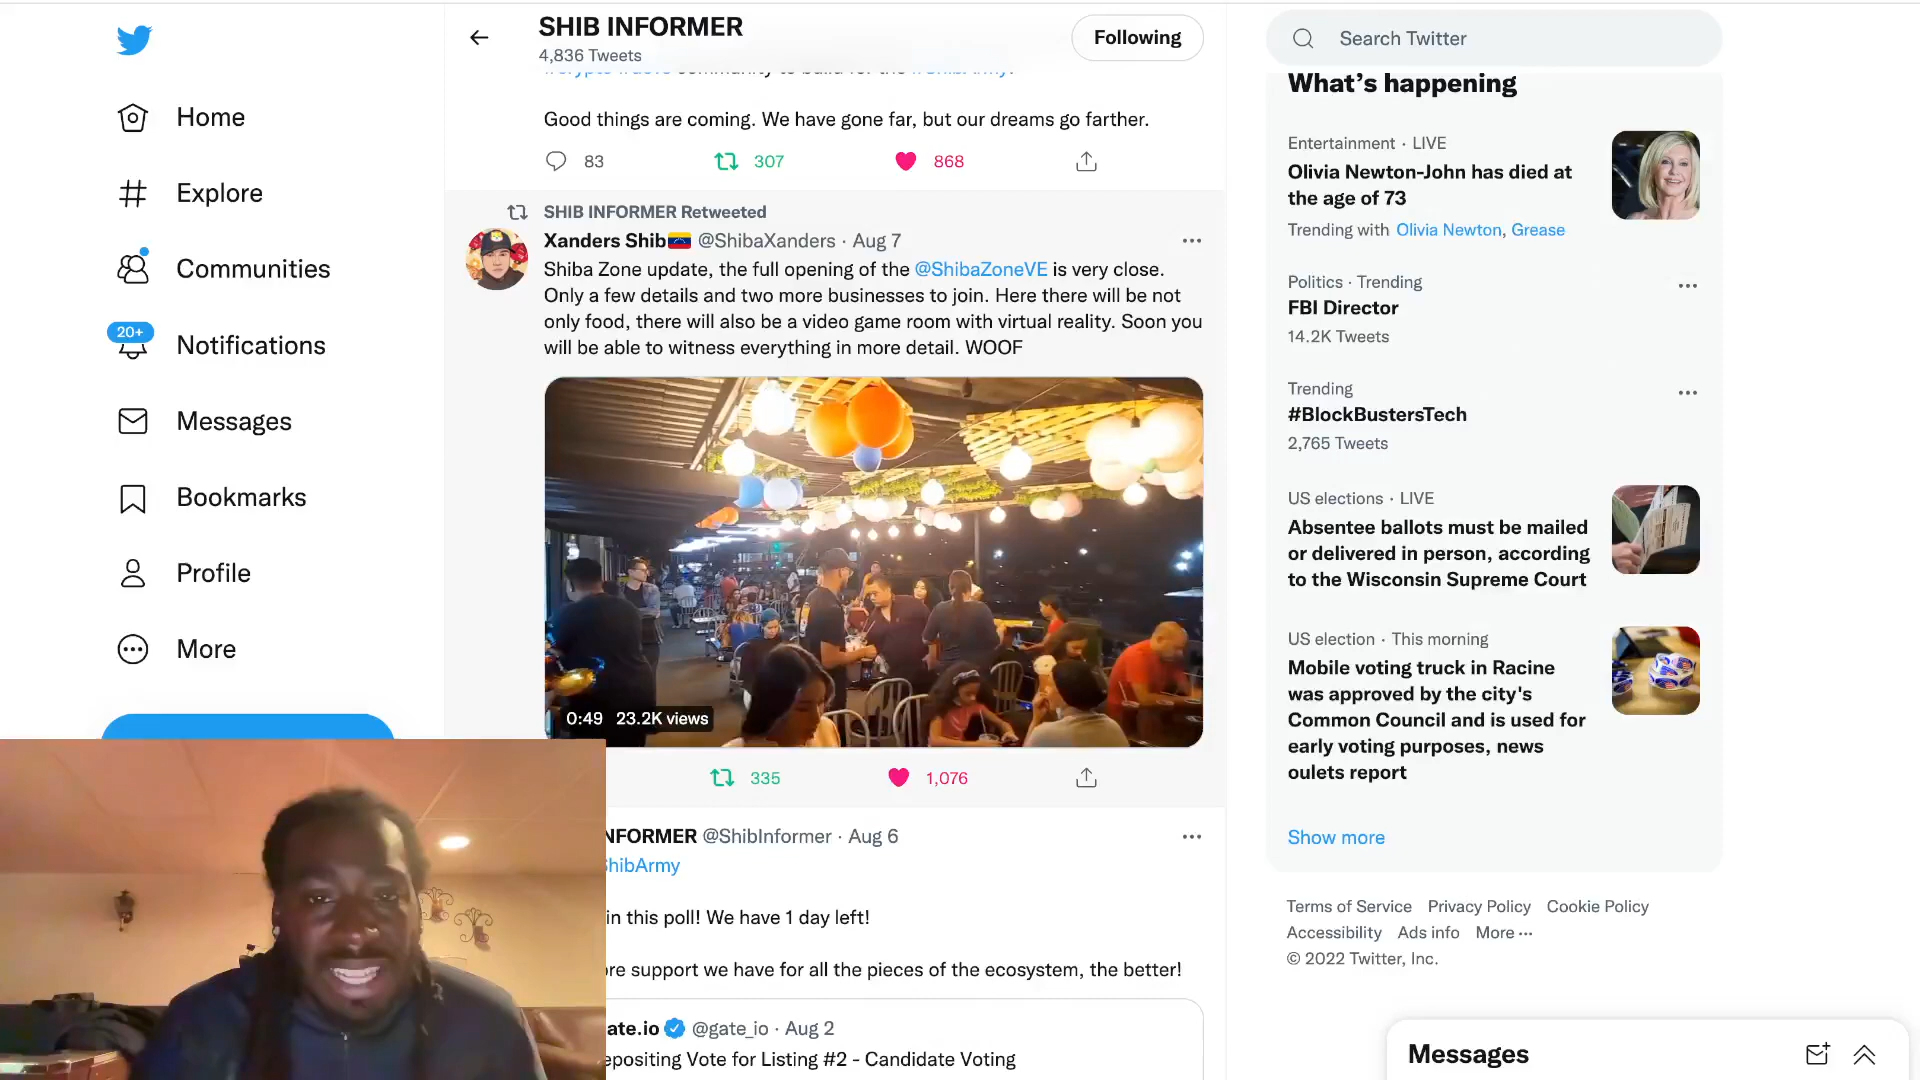 SHIB INFORMER
4,836 Tweets
Following
Search Twitter
Home
Explore
Communities
20+
Notifications
Messages
Bookmarks
Profile
More
Good things are coming. We have gone far, but our dreams go farther.
83
307
868
SHIB INFORMER Retweeted
Xanders Shib @ShibaXanders · Aug 7
Shiba Zone update, the full opening of the @ShibaZoneVE is very close.
Only a few details and two more businesses to join. Here there will be not
only food, there will also be a video game room with virtual reality. Soon you
will be able to witness everything in more detail. WOOF
0:49 23.2K views
335
1,076
NFORMER @ShibInformer · Aug 6
hibArmy
in this poll! We have 1 day left!
re support we have for all the pieces of the ecosystem, the better!
ate.io @gate_io · Aug 2
epositing Vote for Listing #2 - Candidate Voting
What's happening
Entertainment · LIVE
Olivia Newton-John has died at
the age of 73
Trending with Olivia Newton, Grease
Politics · Trending
FBI Director
14.2K Tweets
Trending
#BlockBustersTech
2,765 Tweets
US elections · LIVE
Absentee ballots must be mailed
or delivered in person, according
to the Wisconsin Supreme Court
US election · This morning
Mobile voting truck in Racine
was approved by the city's
Common Council and is used for
early voting purposes, news
oulets report
Show more
Terms of Service Privacy Policy Cookie Policy
Accessibility Ads info More ···
© 2022 Twitter, Inc.
Messages